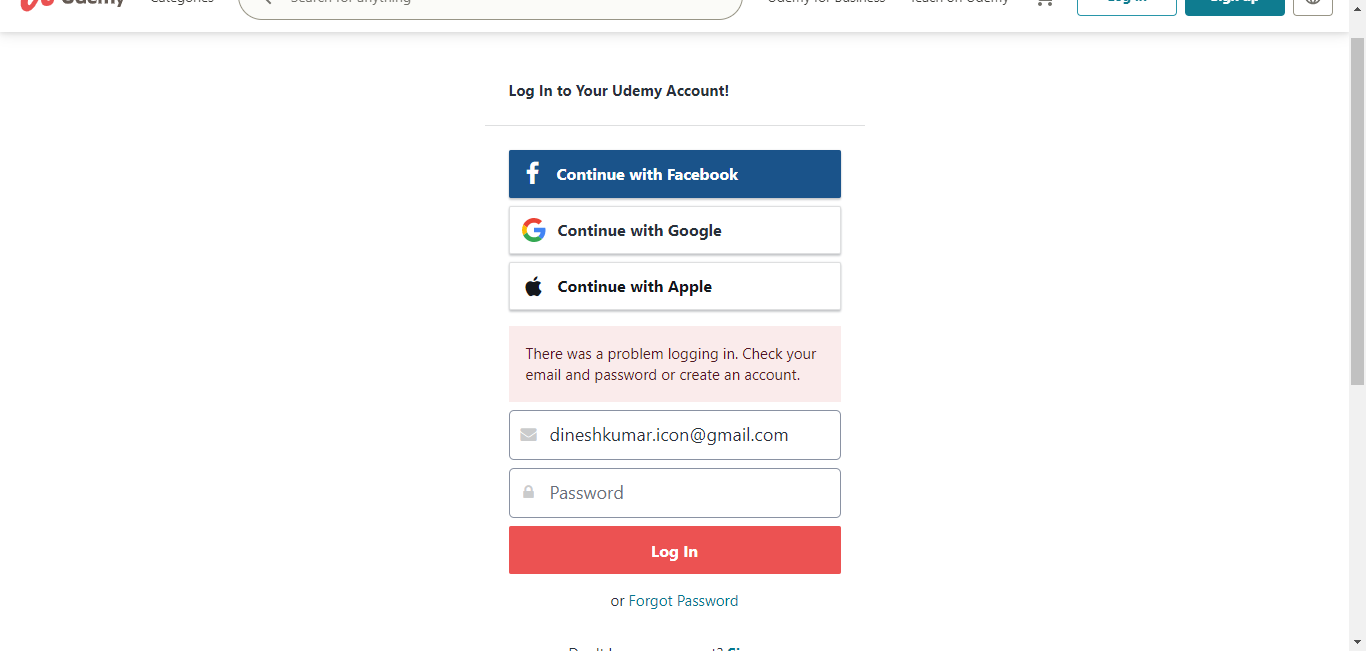 Udemy Categories Search for anything Udemy for Business Teach on Udemy Log In Sign up
Log In to Your Udemy Account!
Continue with Facebook
Continue with Google
Continue with Apple
There was a problem logging in. Check your
email and password or create an account.
dineshkumar.icon@gmail.com
Password
Log In
or Forgot Password